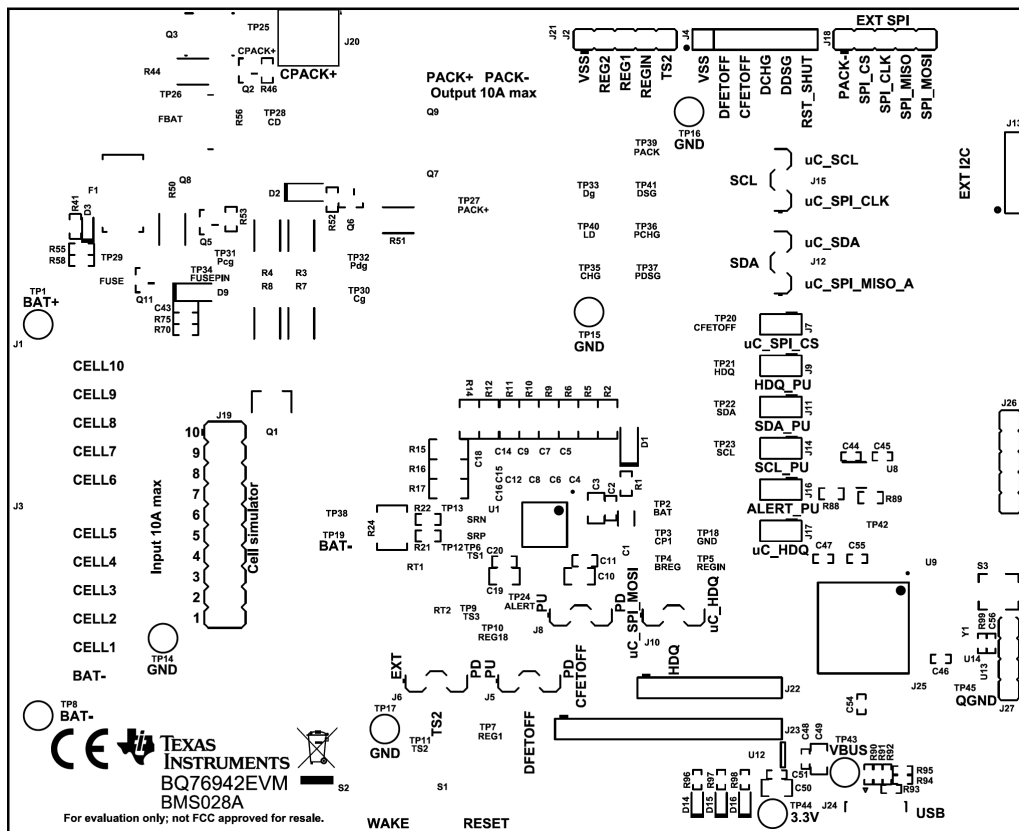 Q3
TP25
CPACK+
J20
CPACK+
R44
Q2
R46
TP26
FBAT
R56
TP28
CD
PACK+ PACK-
Output 10A max
Q9
Q7
J21
J2
VSS
REG2
REG1
REGIN
TS2
J4
VSS
DFETOFF
CFETOFF
DCHG
DDSG
RST_SHUT
EXT SPI
J18
PACK-
SPI_CS
SPI_CLK
SPI_MISO
SPI_MOSI
TP16
GND
J13
EXT I2C
TP39
PACK
TP33
Dg
TP41
DSG
TP40
LD
TP36
PCHG
TP35
CHG
TP37
PDSG
uC_SCL
SCL
J15
uC_SPI_CLK
uC_SDA
SDA
J12
uC_SPI_MISO_A
R41
D3
F1
R50
Q8
D2
R52
Q6
R53
R51
TP27
PACK+
R55
R58
TP29
FUSE
Q5
TP31
Pcg
TP34
FUSEPIN
Q11
D9
R4
R8
R3
R7
TP32
Pdg
TP30
Cg
C43
R75
R70
TP1
BAT+
J1
TP15
GND
TP20
CFETOFF
J7
uC_SPI_CS
TP21
HDQ
J9
HDQ_PU
TP22
SDA
J11
SDA_PU
TP23
SCL
J14
SCL_PU
J16
ALERT_PU
J17
uC_HDQ
CELL10
CELL9
CELL8
CELL7
CELL6
CELL5
CELL4
CELL3
CELL2
CELL1
BAT-
J3
Input 10A max
J19
10
9
8
7
6
5
4
3
2
1
Cell simulator
Q1
R14
R12
R11
R10
R9
R6
R5
R2
D1
R15
R16
R17
C18
C14
C9
C7
C5
C15
C16
C12
C8
C6
C4
C3
C2
R1
U1
TP38
R24
R22
TP13
SRN
TP19
BAT-
R21
TP12
SRP
TP6
TS1
RT1
C20
C19
C11
C10
C1
TP2
BAT
TP3
CP1
TP18
GND
TP4
BREG
TP5
REGIN
C44
C45
U8
R88
R89
TP42
C47
C55
U9
J26
S3
TP24
ALERT
PU
PD
J8
uC_SPI_MOSI
J10
uC_HDQ
HDQ
RT2
TP9
TS3
TP10
REG18
TP14
GND
EXT
PD
J6
TS2
PU
PD
J5
CFETOFF
DFETOFF
J22
J23
J25
TP17
GND
TP11
TS2
TP7
REG1
C46
C54
Y1
R99
C56
U14
U13
TP45
QGND
J27
TP8
BAT-
TEXAS
INSTRUMENTS
BQ76942EVM
BMS028A
For evaluation only; not FCC approved for resale.
S2
S1
WAKE
RESET
U12
C48
C49
TP43
VBUS
R90
R91
R92
R95
R94
R93
R96
R97
R98
C51
C50
D14
D15
D16
TP44
3.3V
J24
USB